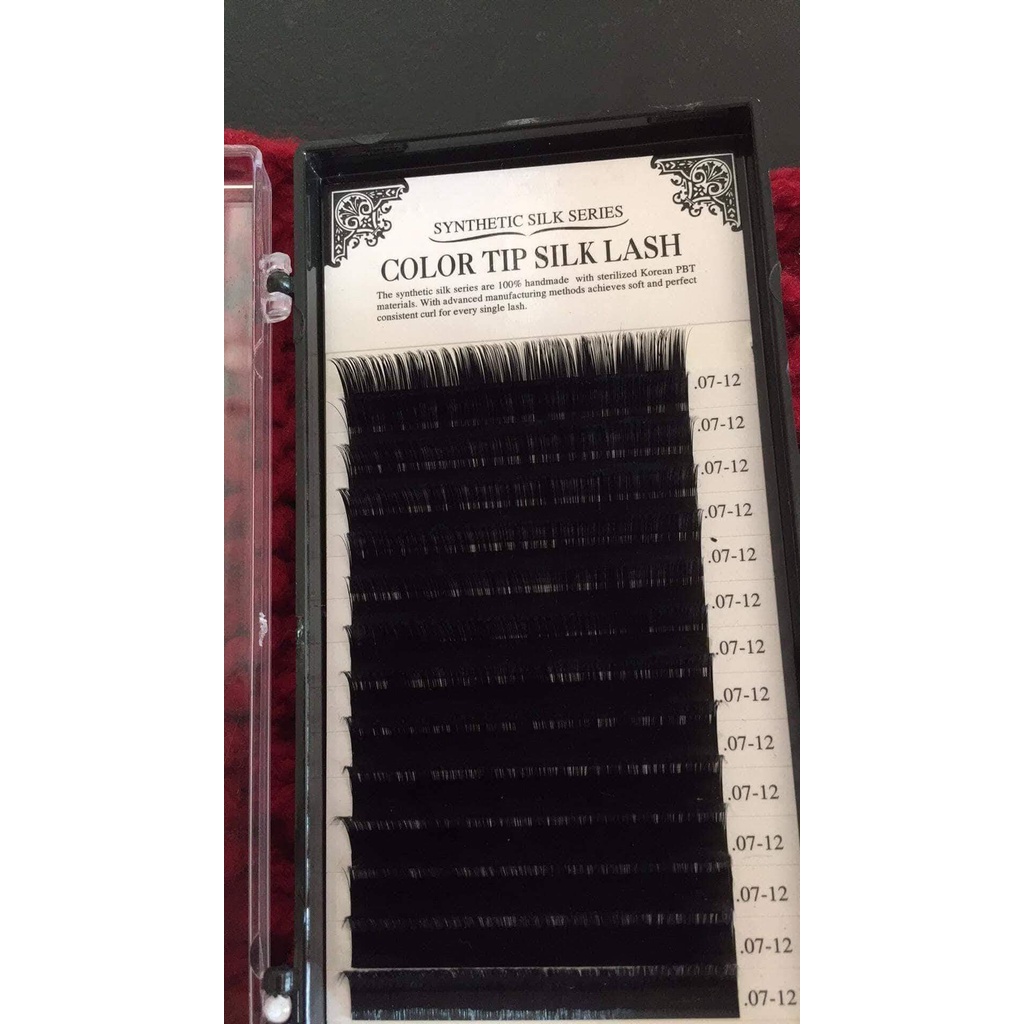 SYNTHETIC SILK SERIES
COLOR TIP SILK LASH
The synthetic silk series are 100% handmade with sterilized Korean PBT
materials. With advanced manufacturing methods achieves soft and perfect
consistent curl for every single lash.
.07-12
.07-12
.07-12
.07-12
.07-12
.07-12
.07-12
.07-12
.07-12
.07-12
.07-12
.07-12
.07-12
.07-12